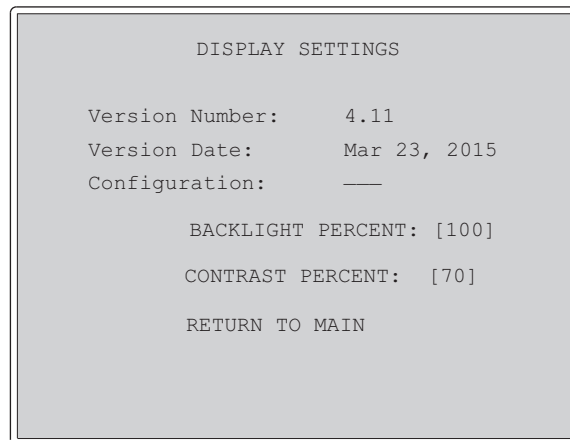 DISPLAY SETTINGS
Version Number: 4.11
Version Date: Mar 23, 2015
Configuration: ———
BACKLIGHT PERCENT: [100]
CONTRAST PERCENT: [70]
RETURN TO MAIN